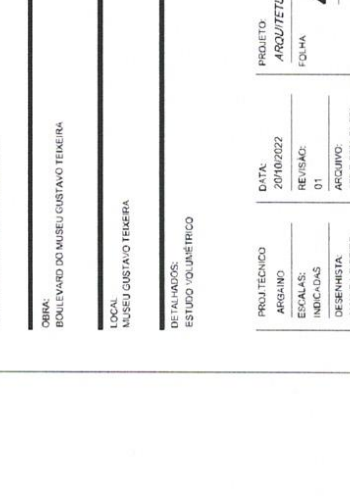 OBRA:
BOULEVARD DO MUSEU GUSTAVO TEIXEIRA
LOCAL:
MUSEU GUSTAVO TEIXEIRA
DETALHADOS:
ESTUDO VOLUMÉTRICO
PROJ.TÉCNICO
ARGAINO
DATA:
20/10/2022
PROJETO:
ESCALAS:
INDICADAS
REVISÃO:
01
FOLHA
DESENHISTA:
ARQUIVO: